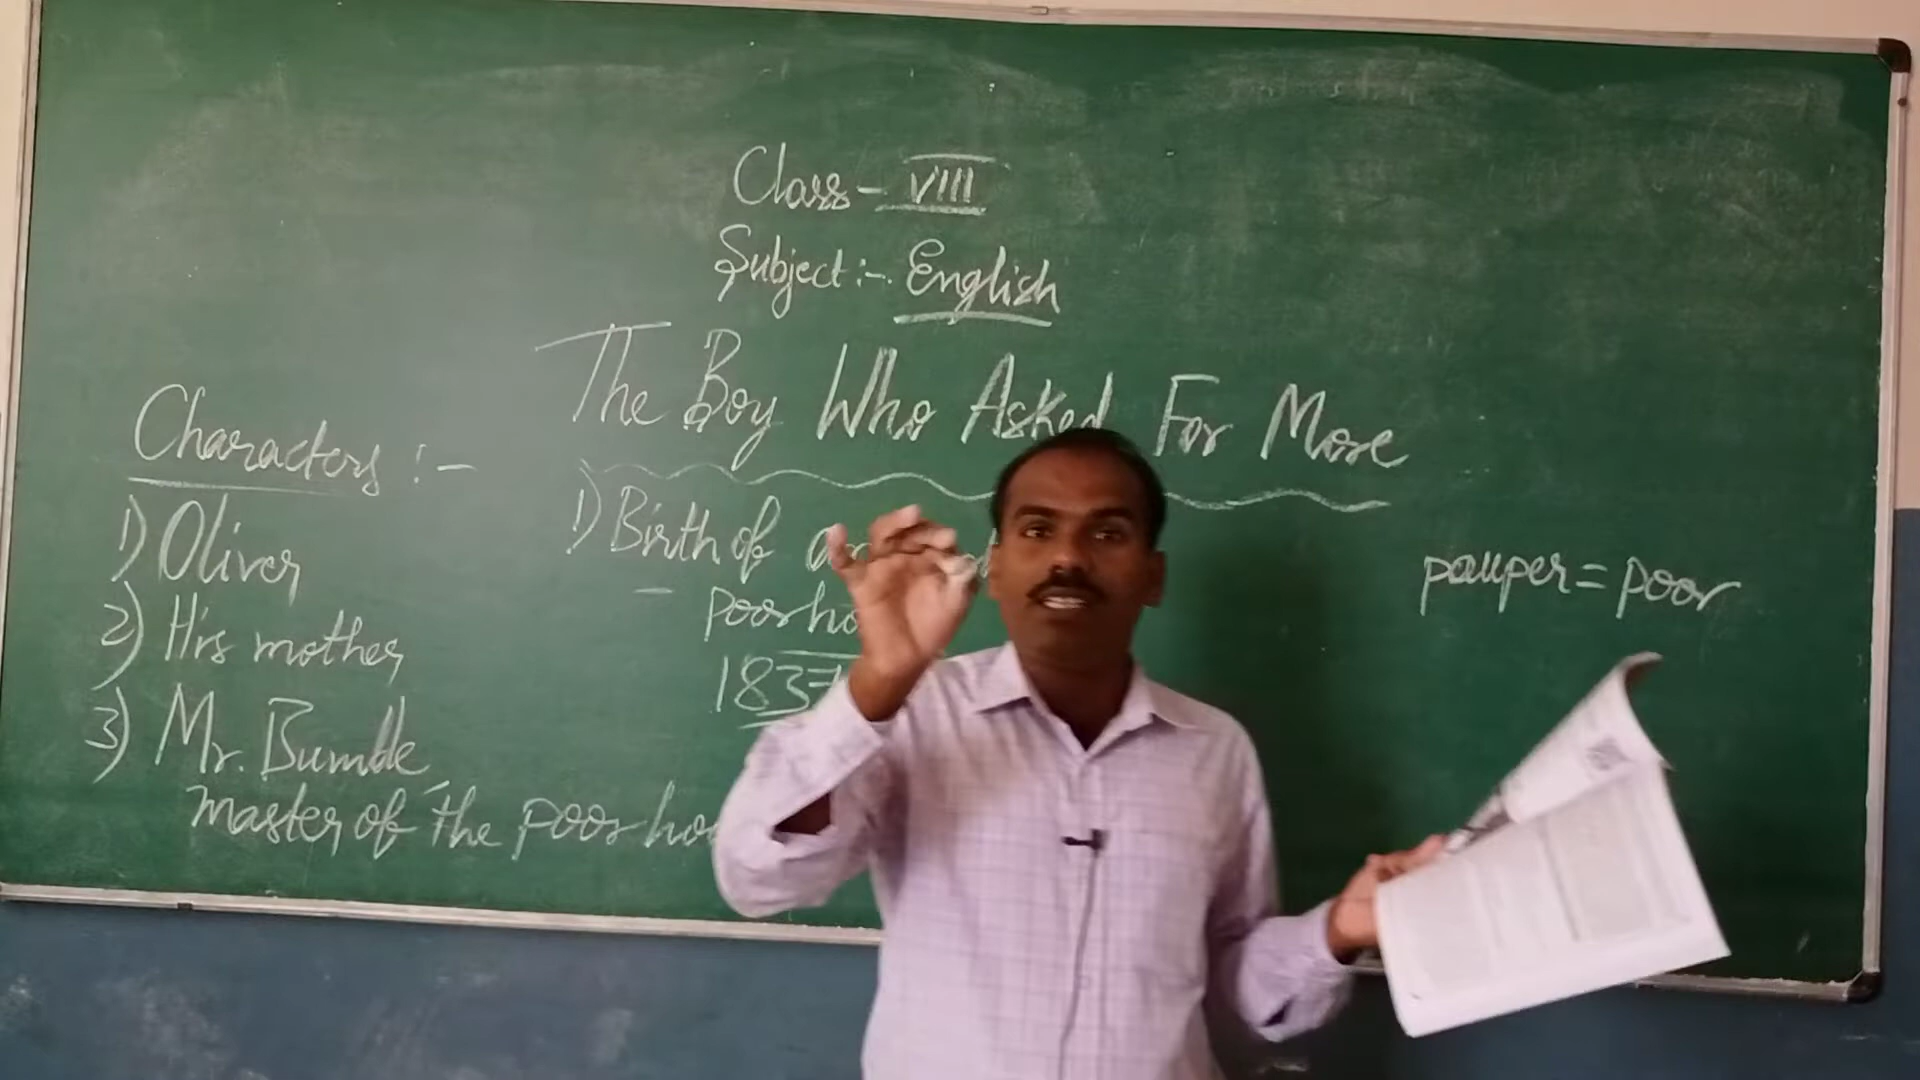 Class - VIII
Subject :- English
The Boy Who Asked For More
Characters :-
1) Oliver
2) His mother
3) Mr. Bumble
master of the poor
1) Birth of
-
1837
pauper = poor